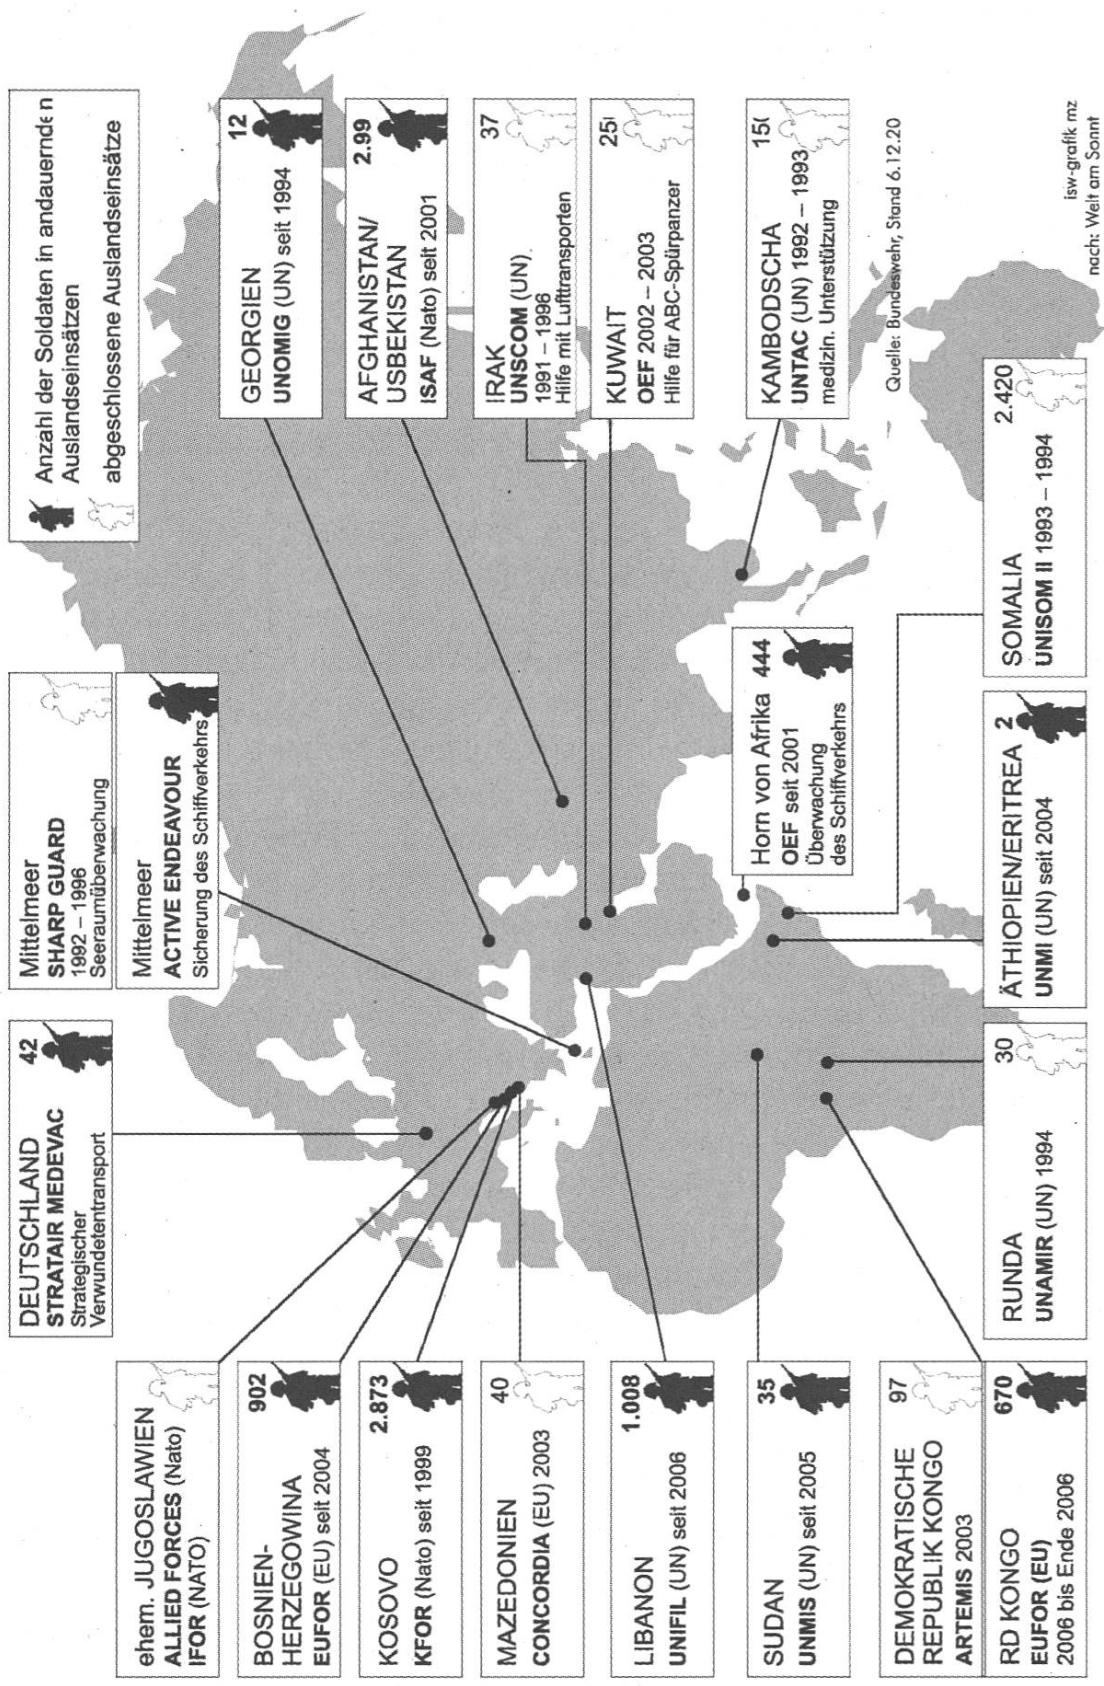 DEUTSCHLAND
42
STRATAIR MEDEVAC
Strategischer
Verwundetentransport
Mittelmeer
SHARP GUARD
1992 – 1996
Seeraumüberwachung
Mittelmeer
ACTIVE ENDEAVOUR
Sicherung des Schiffverkehrs
Anzahl der Soldaten in andauernden
Auslandseinsätzen
abgeschlossene Auslandseinsätze
ehem. JUGOSLAWIEN
ALLIED FORCES (Nato)
IFOR (NATO)
BOSNIEN-
902
HERZEGOWINA
EUFOR (EU) seit 2004
KOSOVO
2.873
KFOR (Nato) seit 1999
MAZEDONIEN
40
CONCORDIA (EU) 2003
LIBANON
1.008
UNIFIL (UN) seit 2006
SUDAN
35
UNMIS (UN) seit 2005
DEMOKRATISCHE
97
REPUBLIK KONGO
ARTEMIS 2003
RD KONGO
670
EUFOR (EU)
2006 bis Ende 2006
GEORGIEN
12
UNOMIG (UN) seit 1994
AFGHANISTAN/
2.99
USBEKISTAN
ISAF (Nato) seit 2001
IRAK
37
UNSCOM (UN)
1991 – 1996
Hilfe mit Lufttransporten
KUWAIT
25
OEF 2002 – 2003
Hilfe für ABC-Spürpanzer
KAMBODSCHA
15
UNTAC (UN) 1992 – 1993
medizin. Unterstützung
Horn von Afrika 444
OEF seit 2001
Überwachung
des Schiffverkehrs
Quelle: Bundeswehr, Stand 6.12.20
RUNDA
30
UNAMIR (UN) 1994
ÄTHIOPIEN/ERITREA 2
UNMI (UN) seit 2004
SOMALIA
2.420
UNISOM II 1993 – 1994
isw-grafik mz
nach: Welt am Sonnt